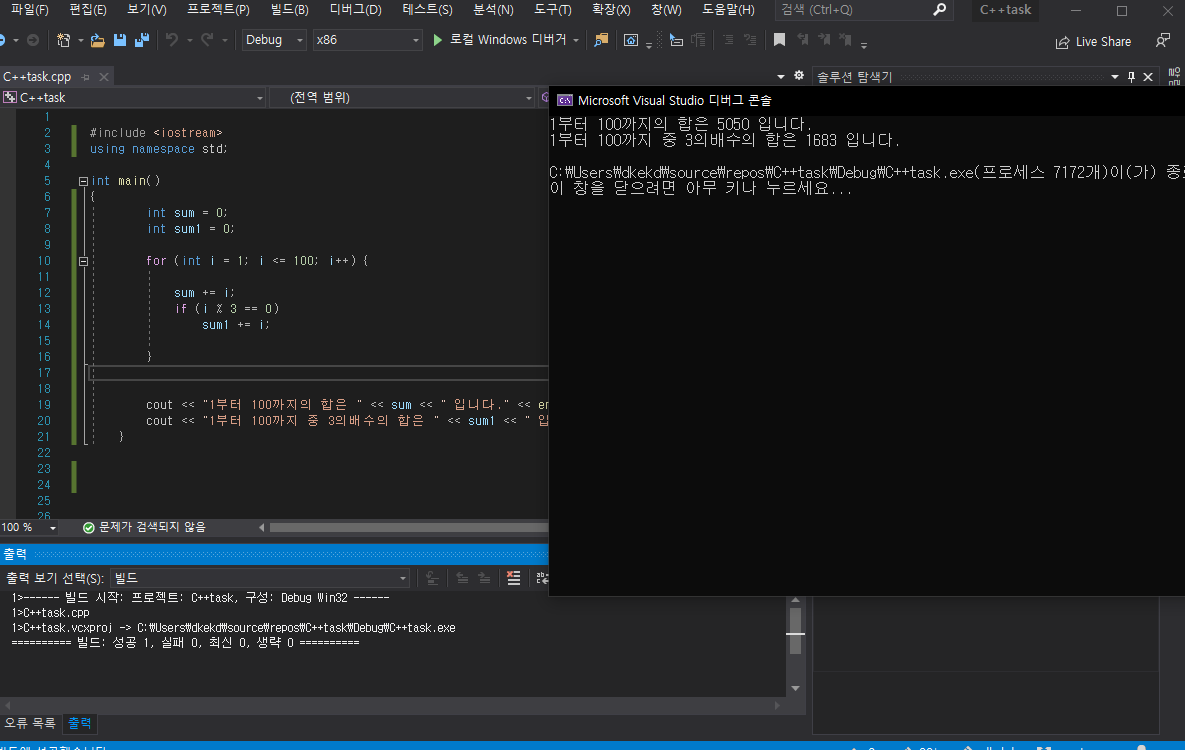 파일(F) 편집(E) 보기(V) 프로젝트(P) 빌드(B) 디버그(D) 테스트(S) 분석(N) 도구(T) 확장(X) 창(W) 도움말(H) 검색 (Ctrl+Q) C++task
Debug x86 로컬 Windows 디버거 Live Share
C++task.cpp 솔루션 탐색기
C++task (전역 범위)
Microsoft Visual Studio 디버그 콘솔
1부터 100까지의 합은 5050 입니다.
1부터 100까지 중 3의배수의 합은 1683 입니다.
C:\Users\dkekd\source\repos\C++task\Debug\C++task.exe(프로세스 7172개)이(가)
이 창을 닫으려면 아무 키나 누르세요...
1
2 #include <iostream>
3 using namespace std;
4
5 int main()
6 {
7 int sum = 0;
8 int sum1 = 0;
9
10 for (int i = 1; i <= 100; i++) {
11
12 sum += i;
13 if (i % 3 == 0)
14 sum1 += i;
15
16 }
17
18
19 cout << "1부터 100까지의 합은 " << sum << " 입니다." <<
20 cout << "1부터 100까지 중 3의배수의 합은 " << sum1 << "
21 }
22
23
24
25
26
100 % 문제가 검색되지 않음
출력
출력 보기 선택(S): 빌드
1>------ 빌드 시작: 프로젝트: C++task, 구성: Debug Win32 ------
1>C++task.cpp
1>C++task.vcxproj -> C:\Users\dkekd\source\repos\C++task\Debug\C++task.exe
========== 빌드: 성공 1, 실패 0, 최신 0, 생략 0 ==========
오류 목록 출력